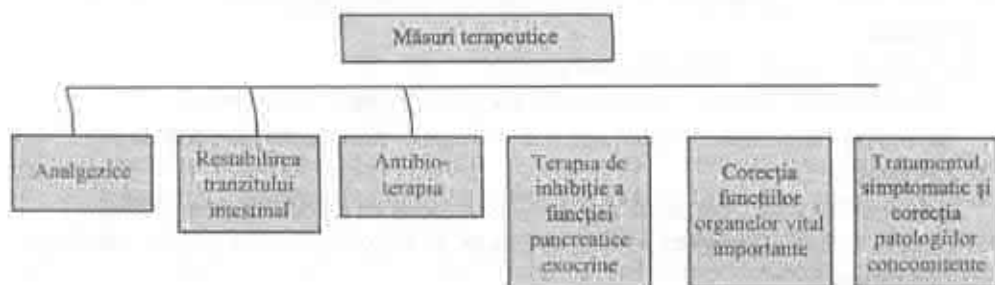 Măsuri terapeutice
Analgezice
Restabilirea
tranzitului
intestinal
Antibio-
terapia
Terapia de
inhibiție a
funcției
pancreatice
exocrine
Corecția
funcțiilor
organelor vital
importante
Tratamentul
simptomatic și
corecția
patologiilor
concomitente